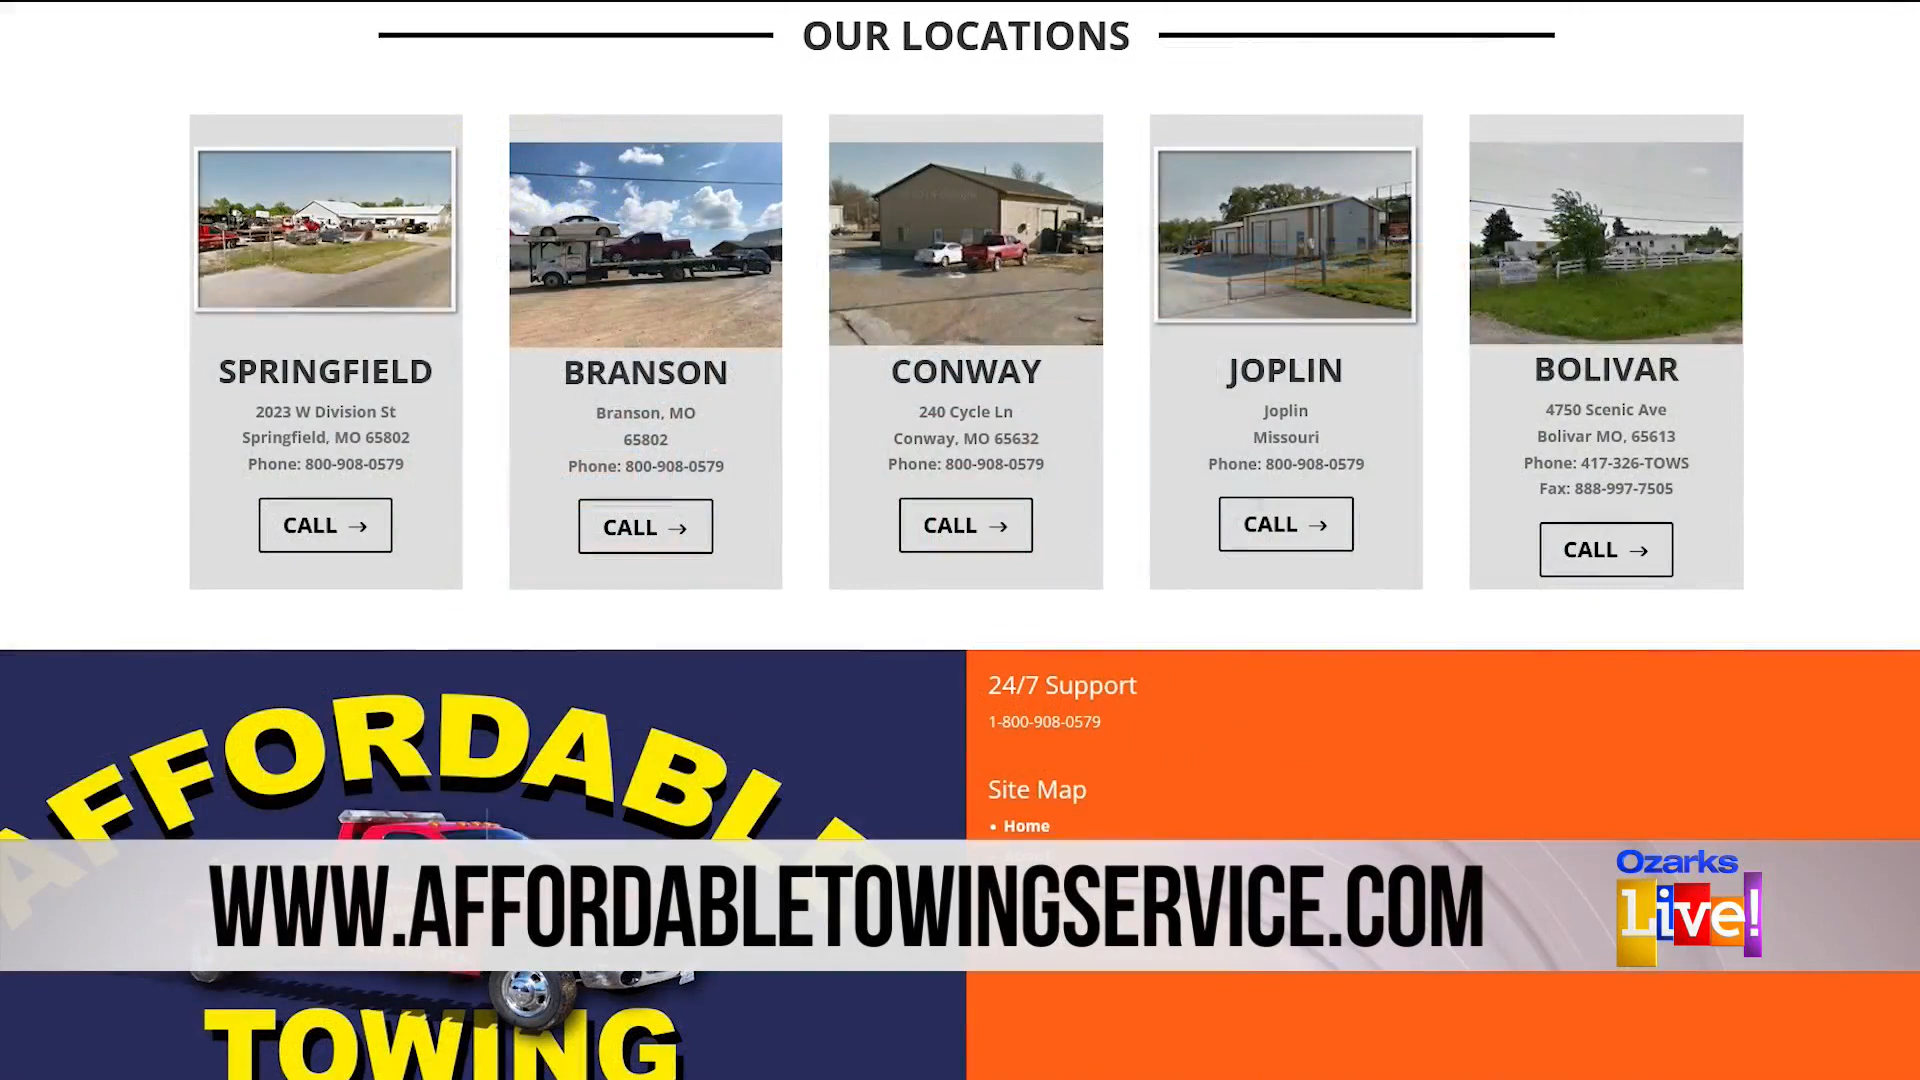 OUR LOCATIONS
SPRINGFIELD
2023 W Division St
Springfield, MO 65802
Phone: 800-908-0579
CALL →
BRANSON
Branson, MO
65802
Phone: 800-908-0579
CALL →
CONWAY
240 Cycle Ln
Conway, MO 65632
Phone: 800-908-0579
CALL →
JOPLIN
Joplin
Missouri
Phone: 800-908-0579
CALL →
BOLIVAR
4750 Scenic Ave
Bolivar MO, 65613
Phone: 417-326-TOWS
Fax: 888-997-7505
CALL →
AFFORDABLE
TOWING
24/7 Support
1-800-908-0579
Site Map
• Home
WWW.AFFORDABLETOWINGSERVICE.COM
Ozarks
Live!